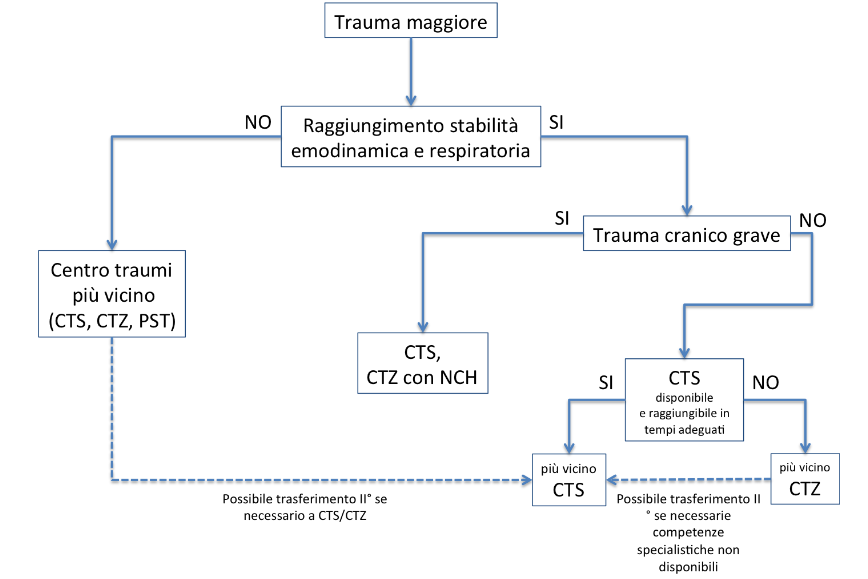 Trauma maggiore
NO
Raggiungimento stabilità
emodinamica e respiratoria
SI
SI
Trauma cranico grave
NO
Centro traumi
più vicino
(CTS, CTZ, PST)
CTS,
CTZ con NCH
SI
CTS
disponibile
e raggiungibile in
tempi adeguati
NO
più vicino
CTS
più vicino
CTZ
Possibile trasferimento II° se
necessario a CTS/CTZ
Possibile trasferimento II
° se necessarie
competenze
specialistiche non
disponibili